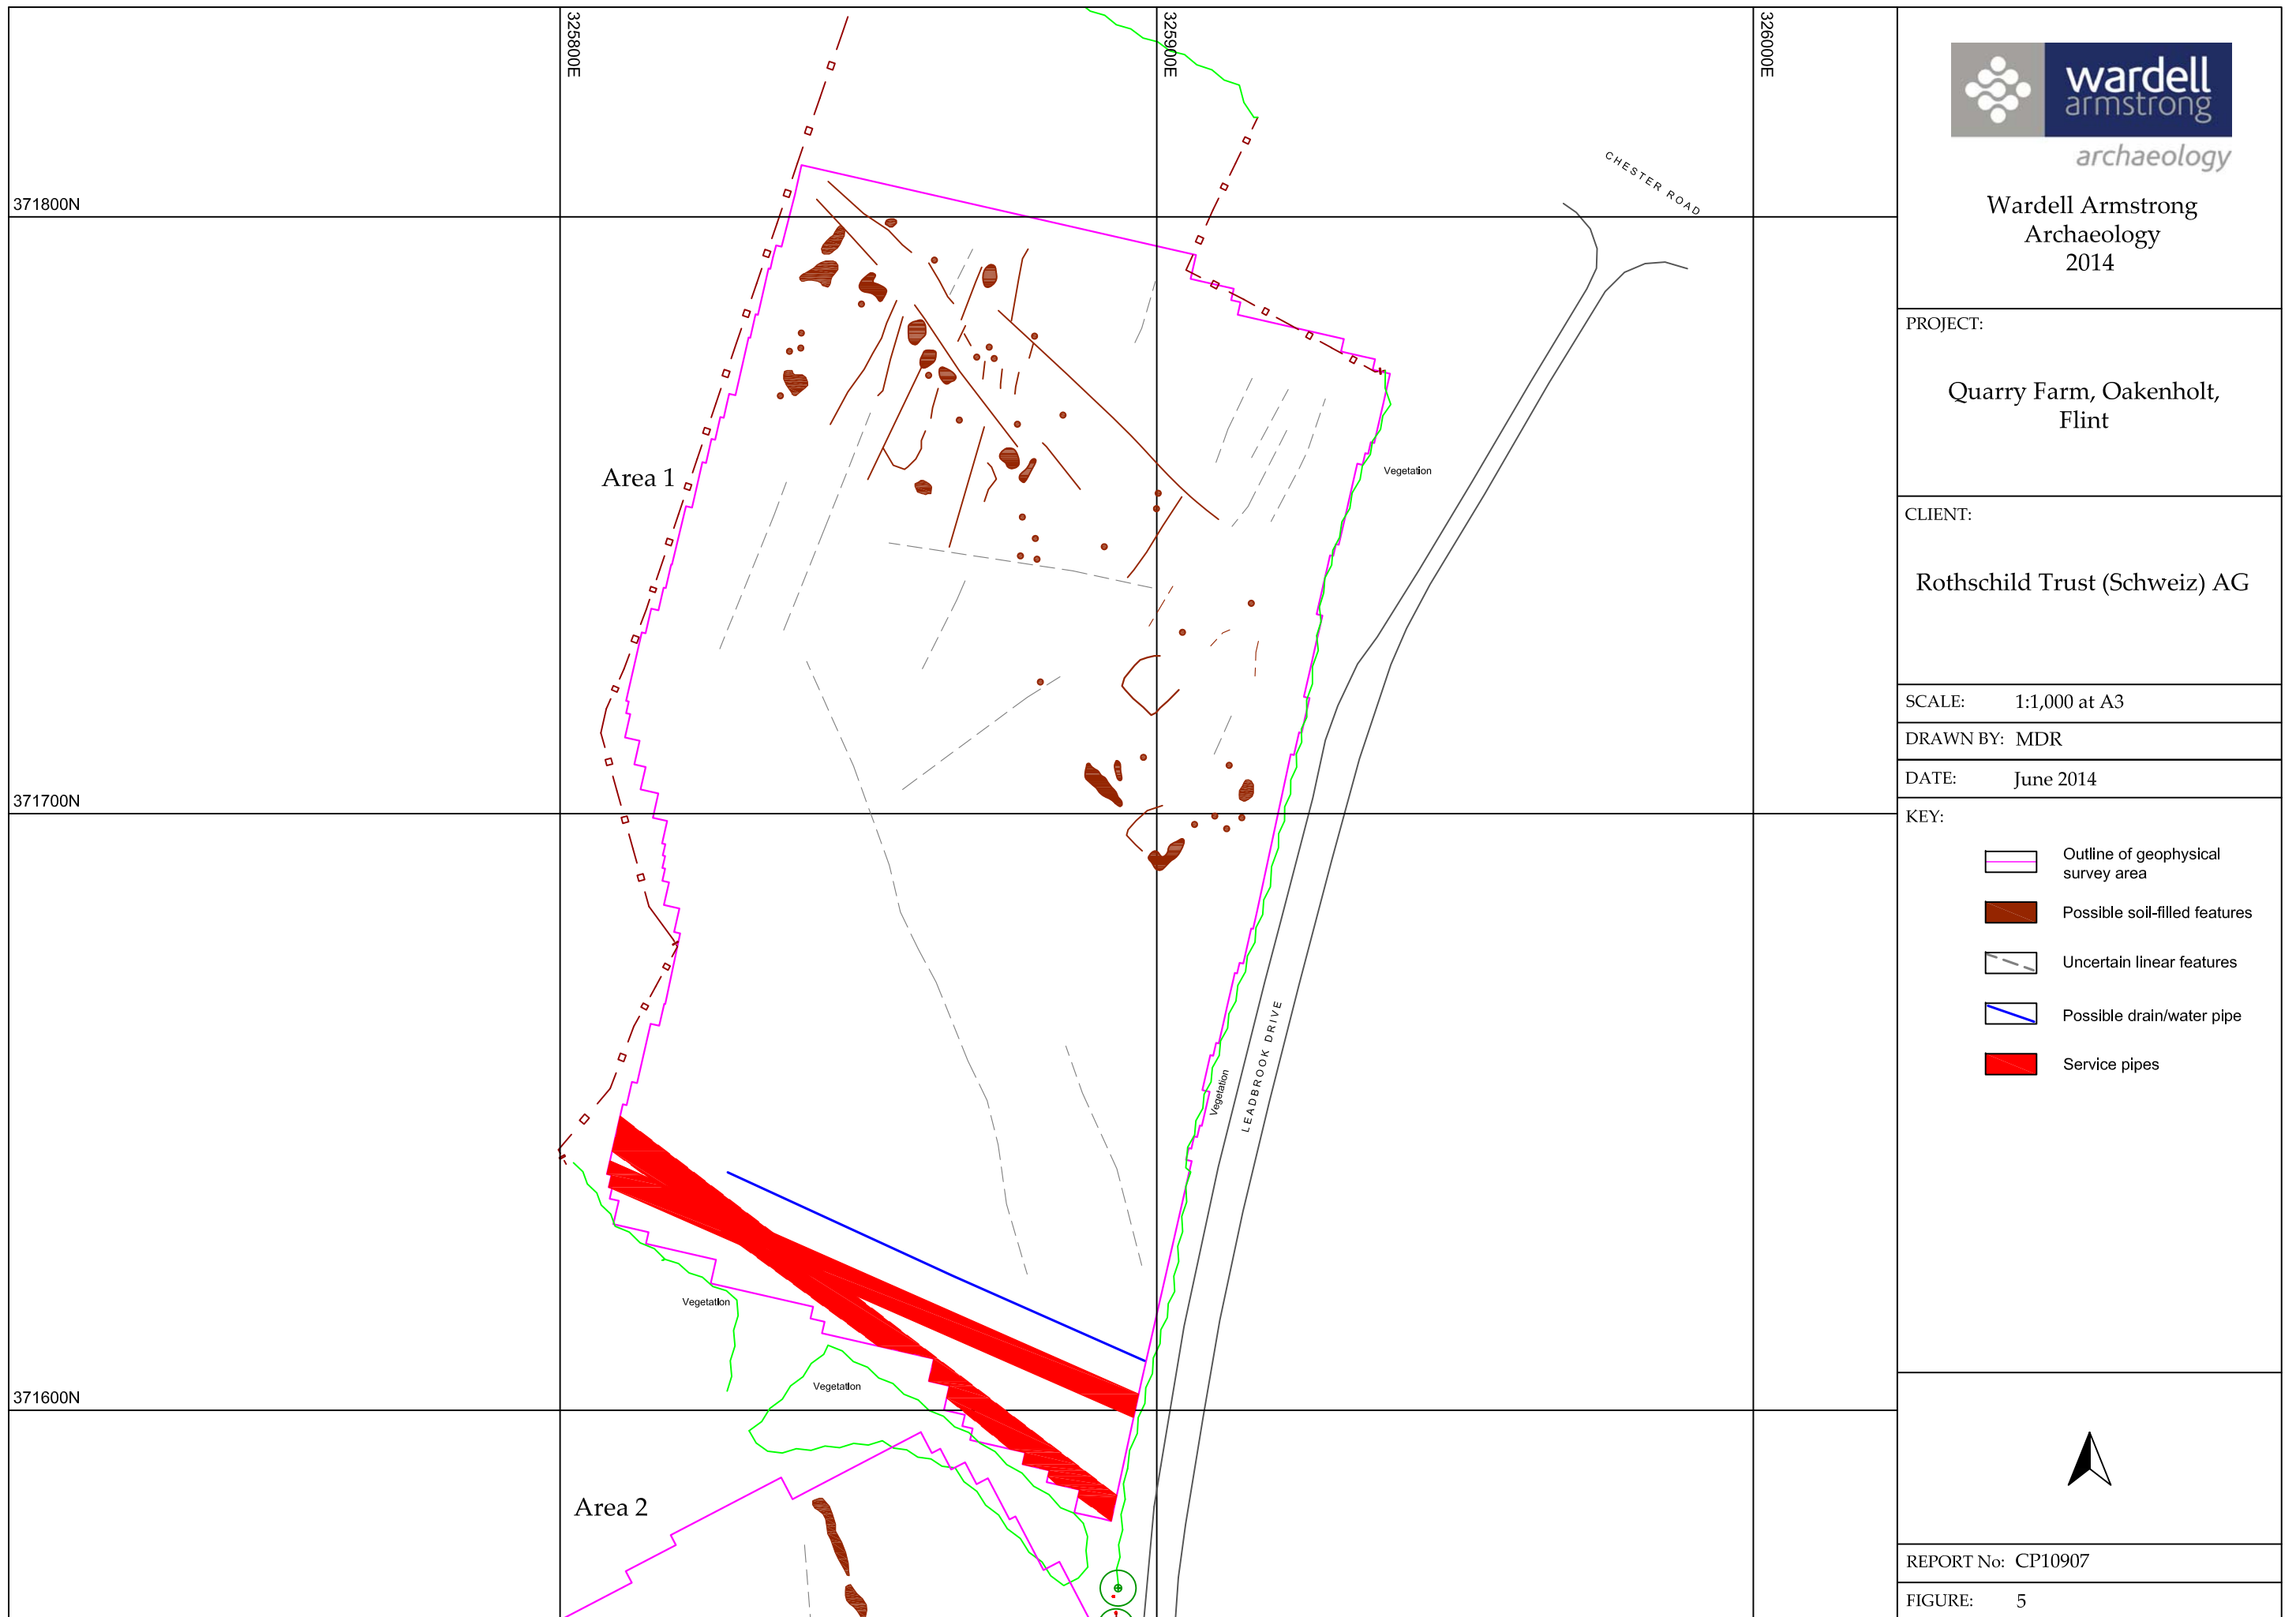 325800E
325900E
326000E
371800N
371700N
371600N
CHESTER ROAD
Area 1
Vegetation
LEADBROOK DRIVE
Vegetation
Vegetation
Vegetation
Area 2
wardell
armstrong
archaeology
Wardell Armstrong
Archaeology
2014
PROJECT:
Quarry Farm, Oakenholt,
Flint
CLIENT:
Rothschild Trust (Schweiz) AG
SCALE: 1:1,000 at A3
DRAWN BY: MDR
DATE: June 2014
KEY:
Outline of geophysical
survey area
Possible soil-filled features
Uncertain linear features
Possible drain/water pipe
Service pipes
REPORT No: CP10907
FIGURE: 5